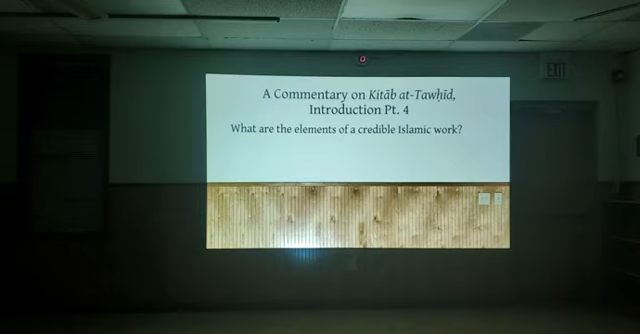 A Commentary on Kitāb at-Tawḥīd,
Introduction Pt. 4
What are the elements of a credible Islamic work?
EXIT